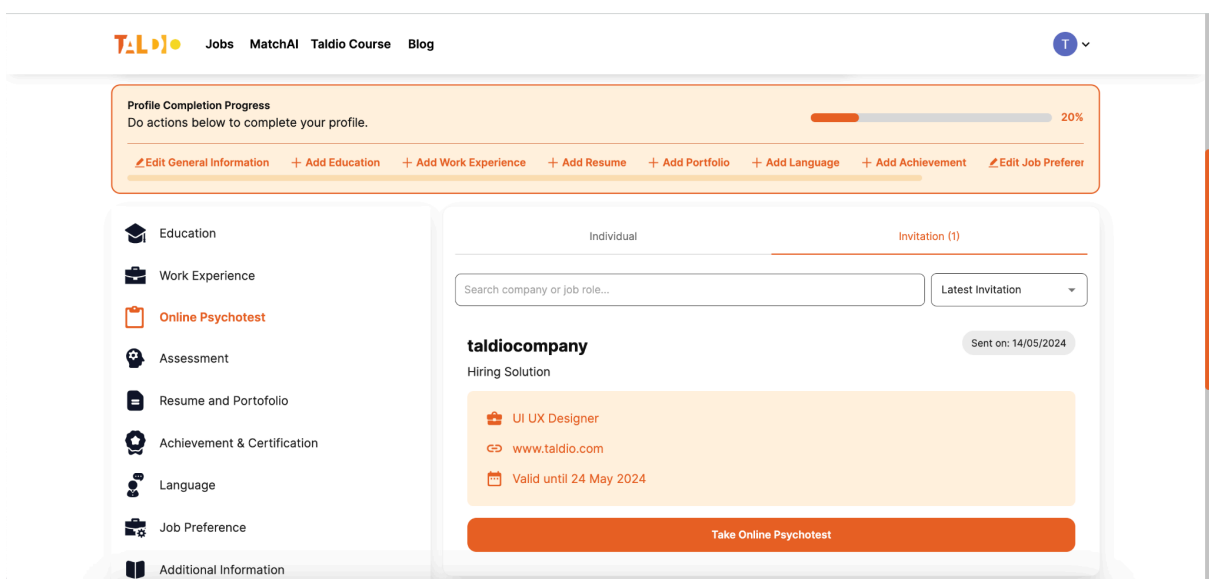 TALDIO Jobs MatchAI Taldio Course Blog T
Profile Completion Progress
Do actions below to complete your profile.
20%
Edit General Information + Add Education + Add Work Experience + Add Resume + Add Portfolio + Add Language + Add Achievement Edit Job Preferen
Education
Work Experience
Online Psychotest
Assessment
Resume and Portofolio
Achievement & Certification
Language
Job Preference
Additional Information
Individual Invitation (1)
Search company or job role... Latest Invitation
taldiocompany Sent on: 14/05/2024
Hiring Solution
UI UX Designer
www.taldio.com
Valid until 24 May 2024
Take Online Psychotest